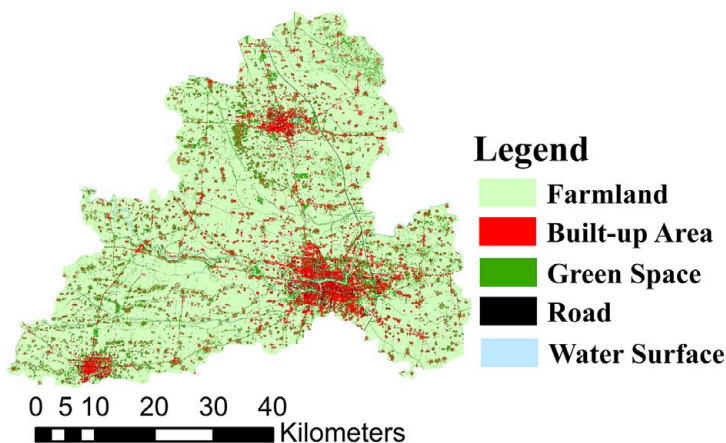 Legend
Farmland
Built-up Area
Green Space
Road
Water Surface
0 5 10 20 30 40
Kilometers